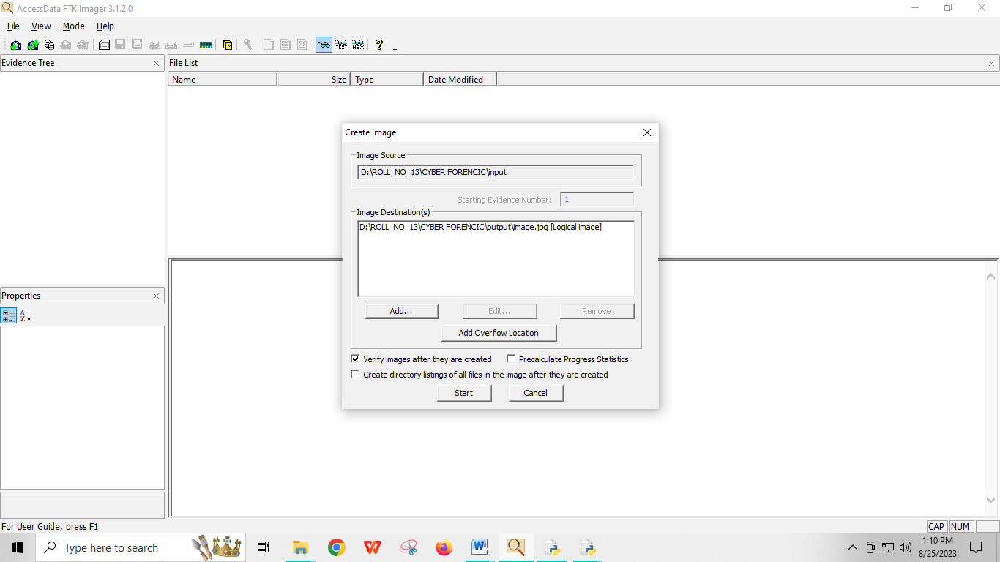 AccessData FTK Imager 3.1.2.0
File View Mode Help
TEXT HEX
Evidence Tree
File List
Name Size Type Date Modified
Create Image
Image Source
D:\ROLL_NO_13\CYBER FORENCIC\input
Starting Evidence Number: 1
Image Destination(s)
D:\ROLL_NO_13\CYBER FORENCIC\output\image.jpg [Logical image]
Add... Edit... Remove
Add Overflow Location
Verify images after they are created Precalculate Progress Statistics
Create directory listings of all files in the image after they are created
Start Cancel
Properties
A
Z
For User Guide, press F1
CAP NUM
Type here to search
1:10 PM
8/25/2023